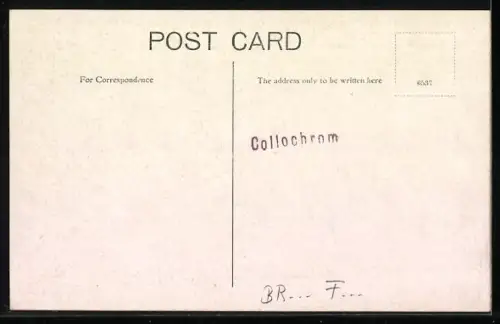 POST CARD
For Correspondence
The address only to be written here
Collochrom
BR... F...